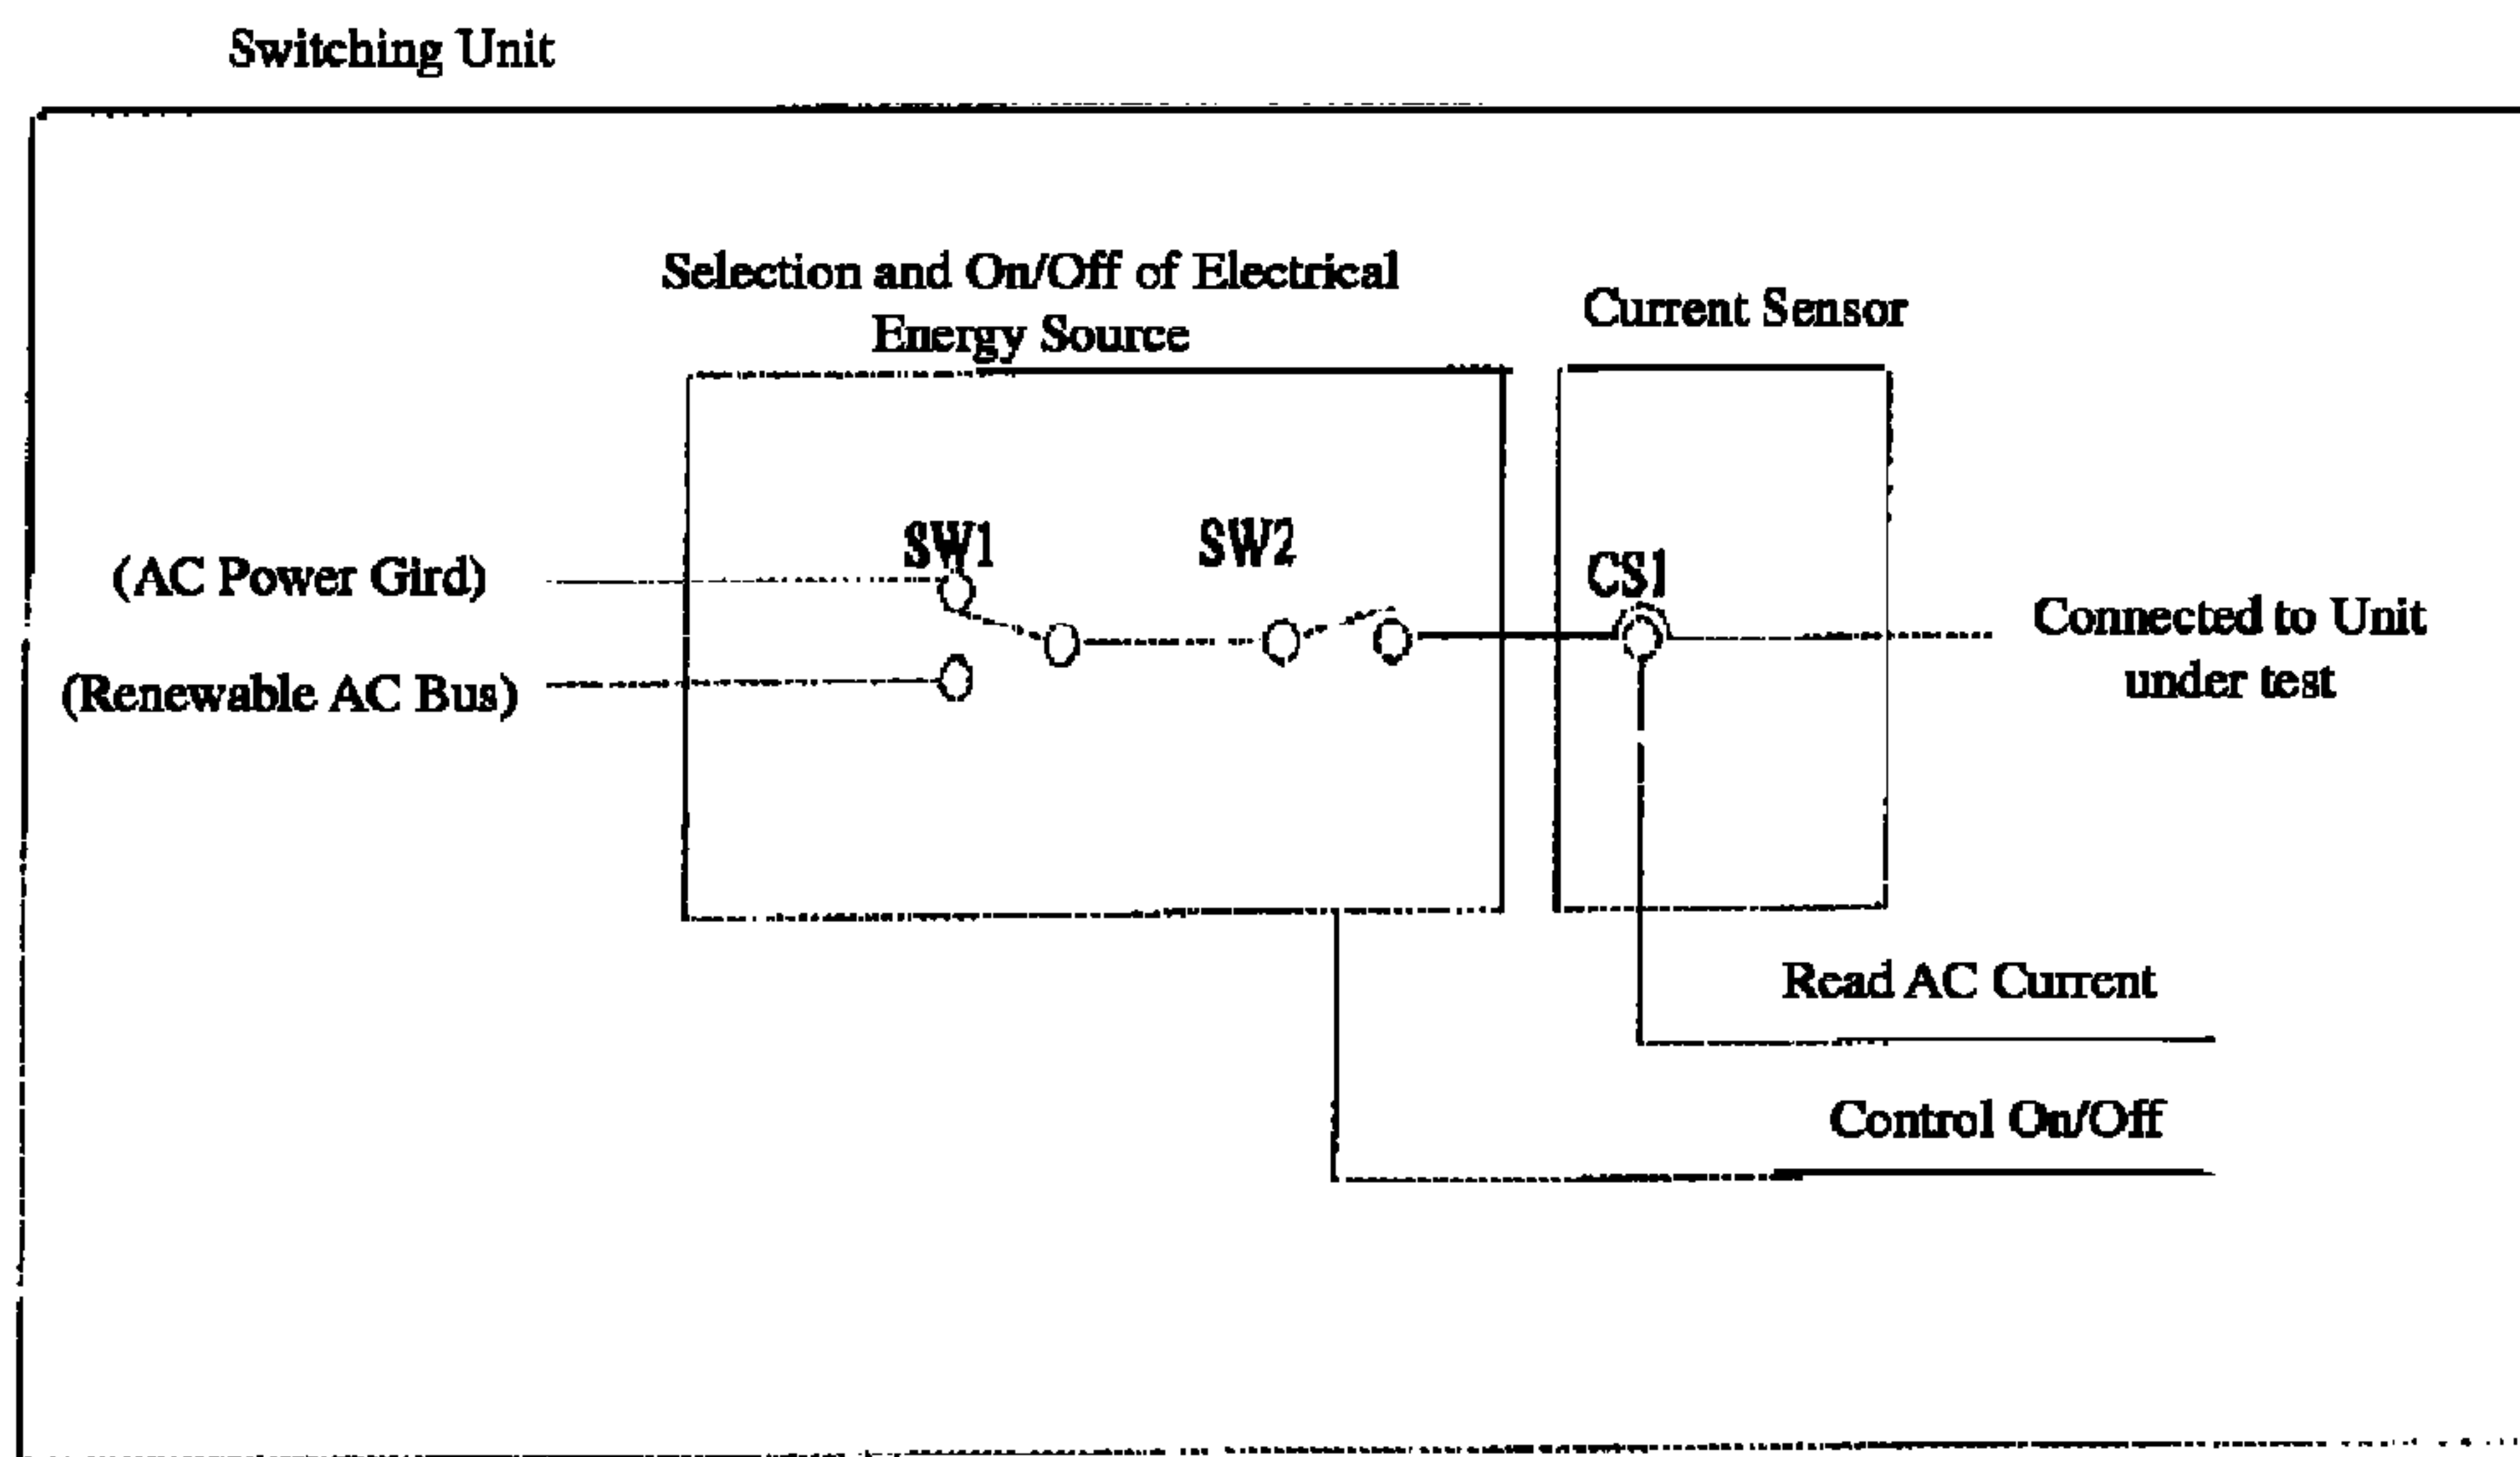 Switching Unit
Selection and On/Off of Electrical
Energy Source
Current Sensor
SW1
SW2
CS1
(AC Power Gird)
(Renewable AC Bus)
Connected to Unit
under test
Read AC Current
Control On/Off